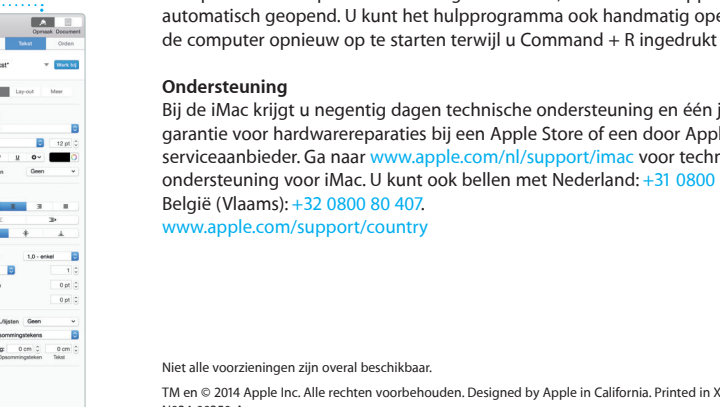 Opmaak Document
Tekst Orden
kst*
Werk bij
Lay-out Meer
12 pt
U
Geen
1,0 - enkel
1
0 pt
0 pt
/lijsten Geen
sommingstekens
g: 0 cm 0 cm
Opsommingsteken Tekst
automatisch geopend. U kunt het hulpprogramma ook handmatig ope
de computer opnieuw op te starten terwijl u Command + R ingedrukt
Ondersteuning
Bij de iMac krijgt u negentig dagen technische ondersteuning en één j
garantie voor hardwarereparaties bij een Apple Store of een door Appl
serviceaanbieder. Ga naar www.apple.com/nl/support/imac voor techn
ondersteuning voor iMac. U kunt ook bellen met Nederland: +31 0800
België (Vlaams): +32 0800 80 407.
www.apple.com/support/country
Niet alle voorzieningen zijn overal beschikbaar.
TM en © 2014 Apple Inc. Alle rechten voorbehouden. Designed by Apple in California. Printed in X